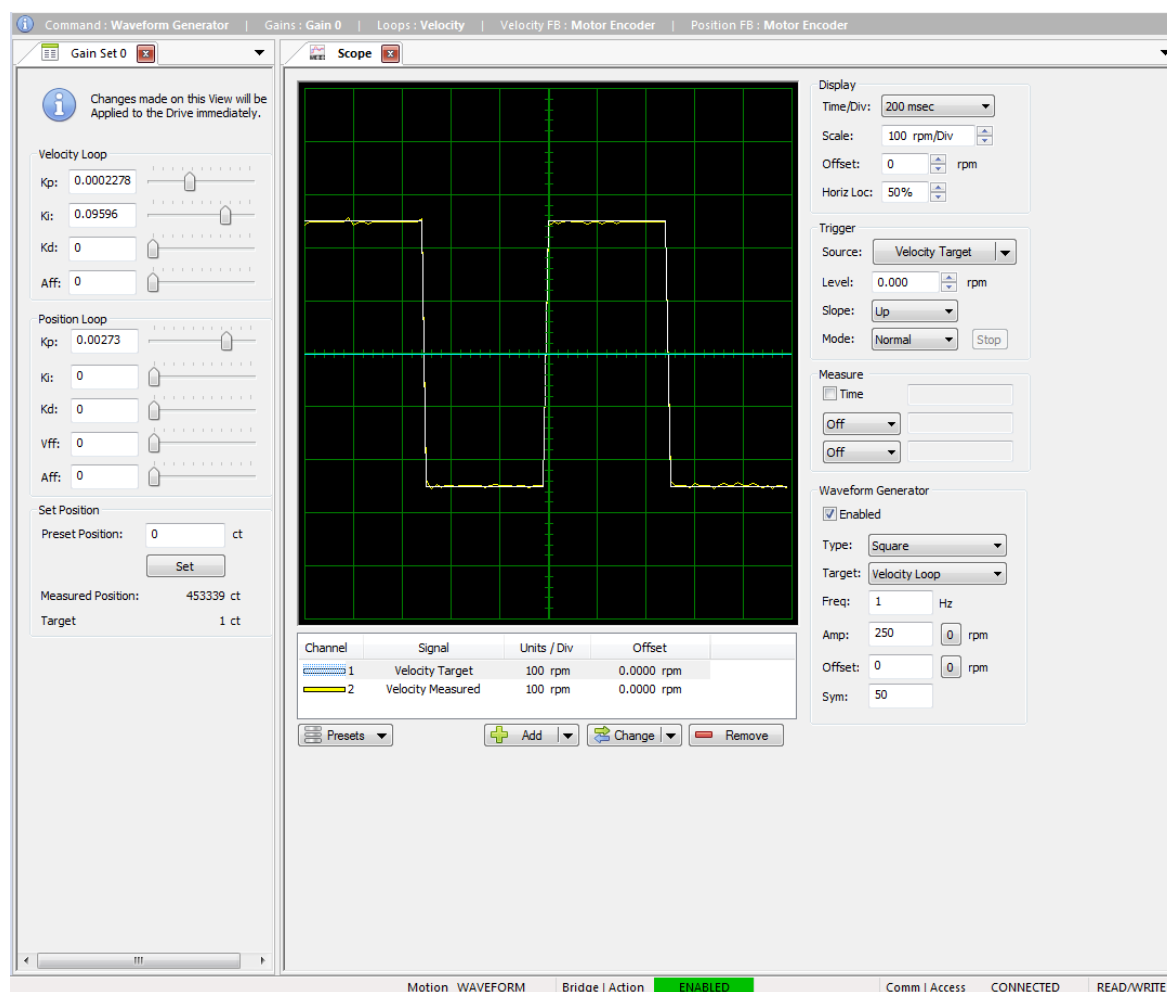 Command : Waveform Generator | Gains : Gain 0 | Loops : Velocity | Velocity FB : Motor Encoder | Position FB : Motor Encoder
Gain Set 0
Changes made on this View will be
Applied to the Drive immediately.
Velocity Loop
Kp: 0.0002278
Ki: 0.09596
Kd: 0
Aff: 0
Position Loop
Kp: 0.00273
Ki: 0
Kd: 0
Vff: 0
Aff: 0
Set Position
Preset Position: 0 ct
Set
Measured Position: 453339 ct
Target 1 ct
Scope
Channel Signal Units / Div Offset
1 Velocity Target 100 rpm 0.0000 rpm
2 Velocity Measured 100 rpm 0.0000 rpm
Presets Add Change Remove
Display
Time/Div: 200 msec
Scale: 100 rpm/Div
Offset: 0 rpm
Horiz Loc: 50%
Trigger
Source: Velocity Target
Level: 0.000 rpm
Slope: Up
Mode: Normal Stop
Measure
Time
Off
Off
Waveform Generator
Enabled
Type: Square
Target: Velocity Loop
Freq: 1 Hz
Amp: 250 0 rpm
Offset: 0 0 rpm
Sym: 50
Motion WAVEFORM Bridge | Action ENABLED Comm | Access CONNECTED READ/WRITE